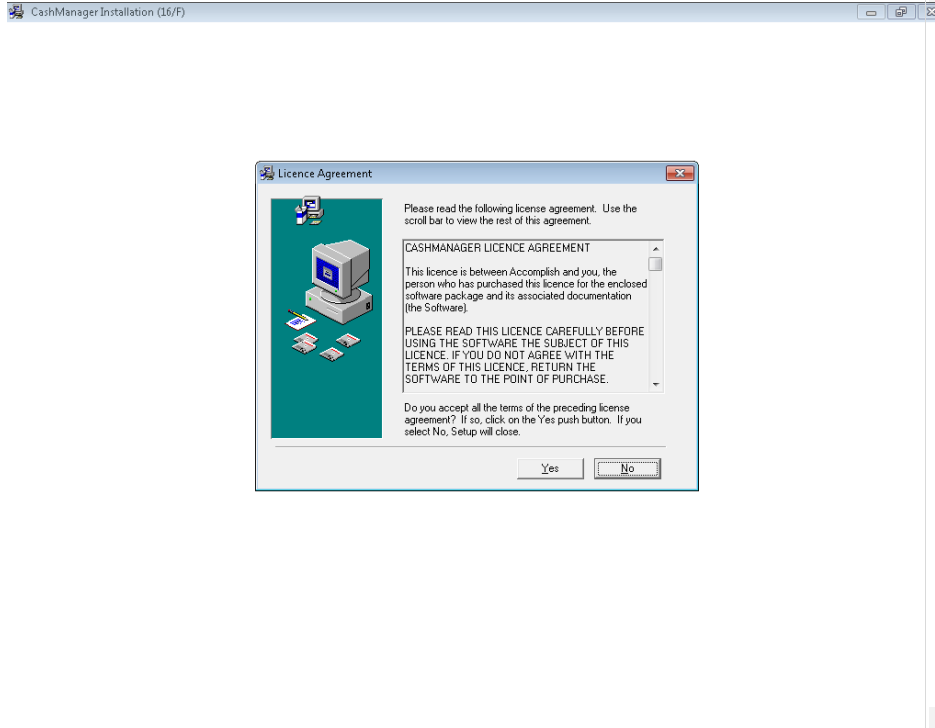 CashManager Installation (16/F)
Licence Agreement
Please read the following license agreement. Use the
scroll bar to view the rest of this agreement.
CASHMANAGER LICENCE AGREEMENT
This licence is between Accomplish and you, the
person who has purchased this licence for the enclosed
software package and its associated documentation
(the Software).
PLEASE READ THIS LICENCE CAREFULLY BEFORE
USING THE SOFTWARE THE SUBJECT OF THIS
LICENCE. IF YOU DO NOT AGREE WITH THE
TERMS OF THIS LICENCE, RETURN THE
SOFTWARE TO THE POINT OF PURCHASE.
Do you accept all the terms of the preceding license
agreement? If so, click on the Yes push button. If you
select No, Setup will close.
Yes
No